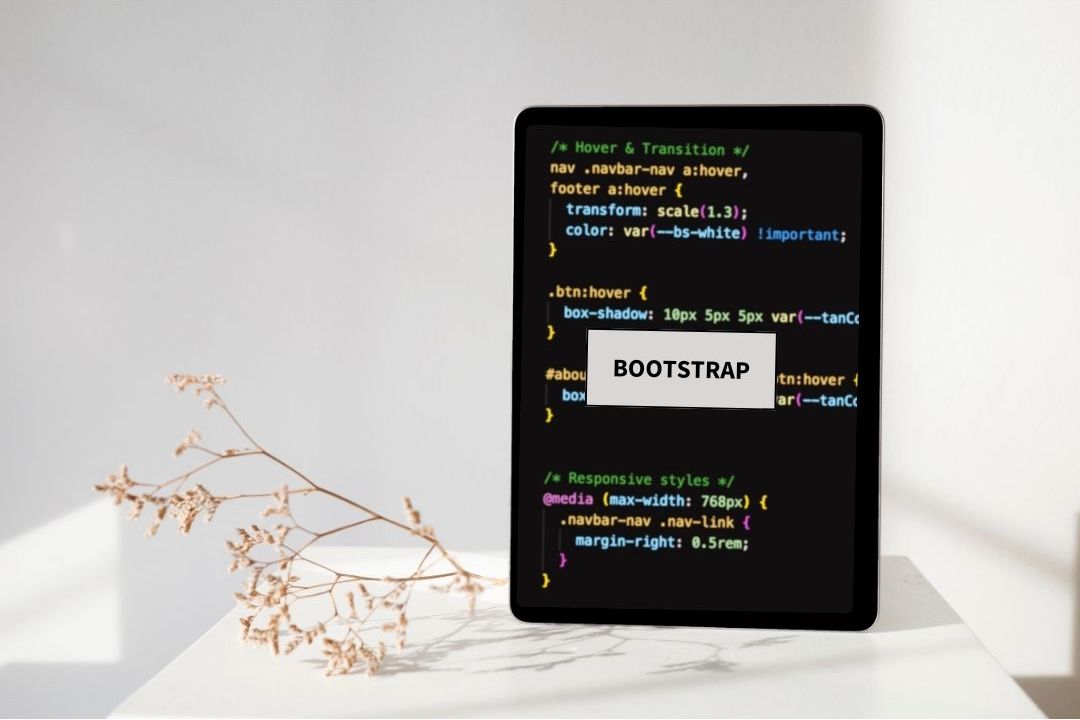 /* Hover & Transition */
nav .navbar-nav a:hover,
footer a:hover {
transform: scale(1.3);
color: var(--bs-white) !important;
}
.btn:hover {
box-shadow: 10px 5px 5px var(--tanCo
}
BOOTSTRAP
#abou tn:hover {
box ar(--tanCo
}
/* Responsive styles */
@media (max-width: 768px) {
.navbar-nav .nav-link {
margin-right: 0.5rem;
}
}